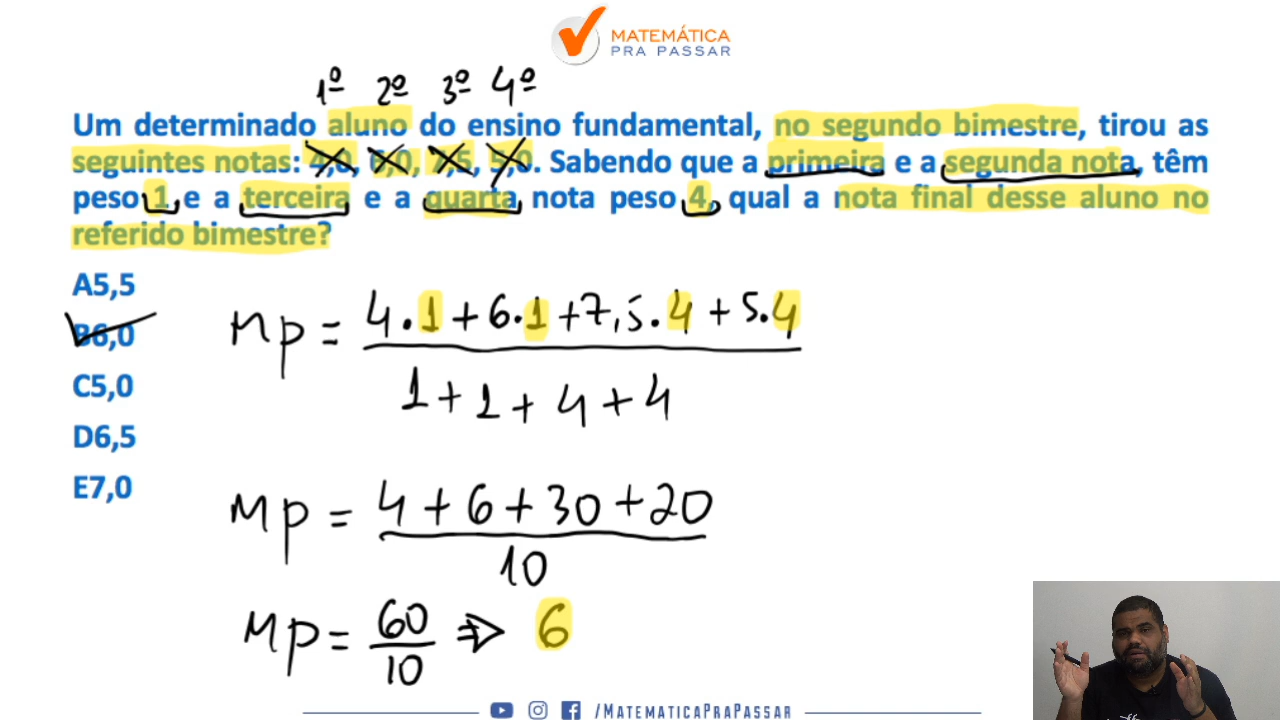 MATEMÁTICA
PRA PASSAR
1º 2º 3º 4º
Um determinado aluno do ensino fundamental, no segundo bimestre, tirou as
seguintes notas: 4,0, 6,0, 7,5, 5,0. Sabendo que a primeira e a segunda nota, têm
peso 1 e a terceira e a quarta nota peso 4, qual a nota final desse aluno no
referido bimestre?
A5,5
B6,0
C5,0
D6,5
E7,0
Mp = 4.1 + 6.1 + 7,5.4 + 5.4
1 + 1 + 4 + 4
Mp = 4 + 6 + 30 + 20
10
Mp = 60 ⇒ 6
10
/MATEMATICAPRAPASSAR